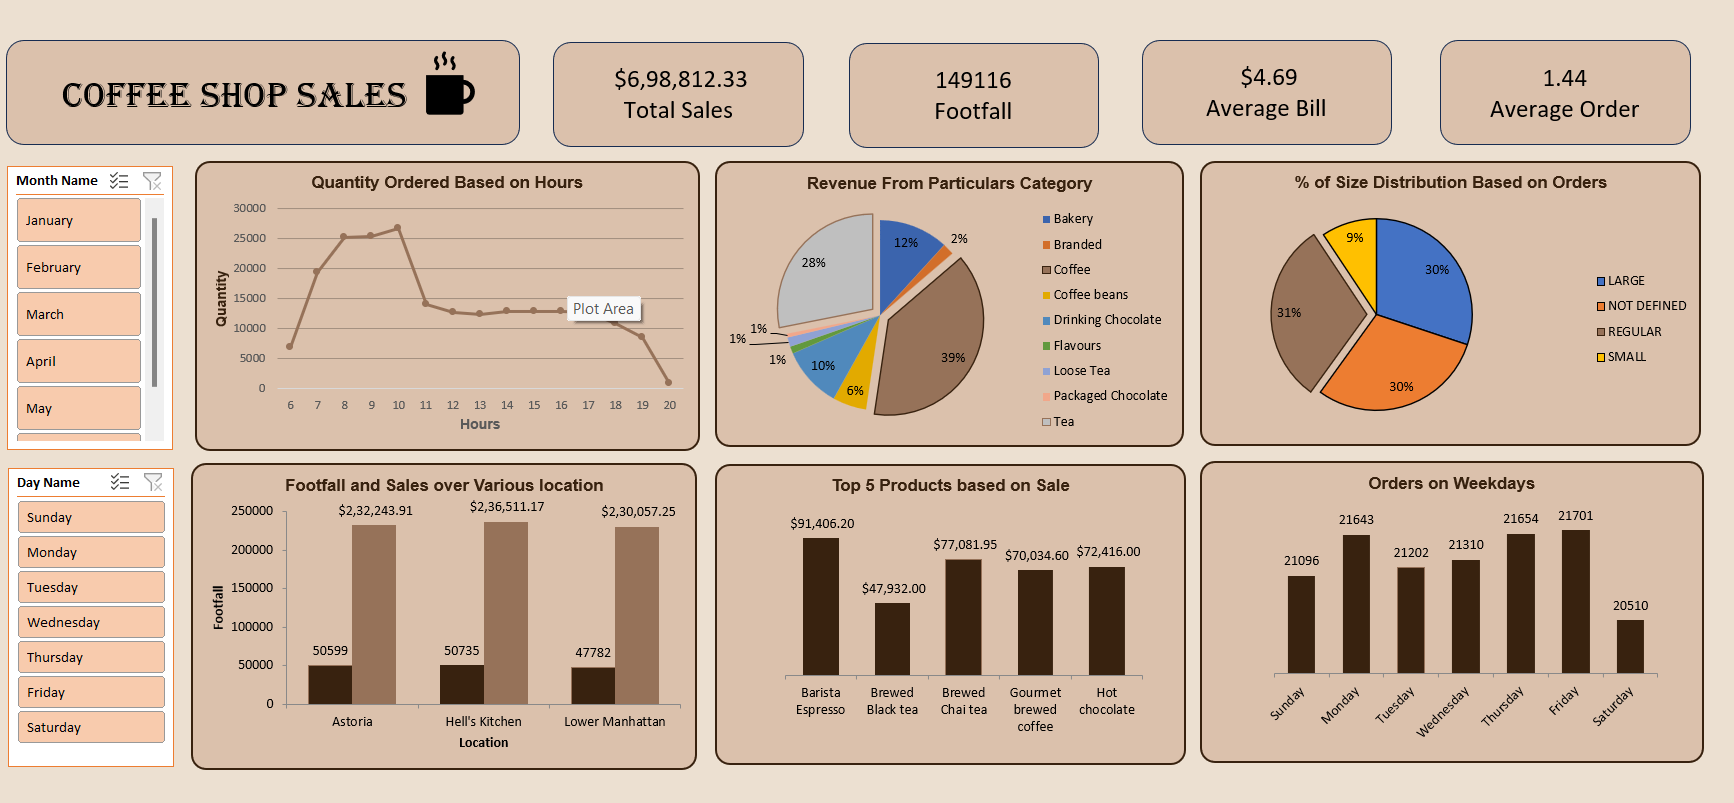 COFFEE SHOP SALES
$6,98,812.33
Total Sales
149116
Footfall
$4.69
Average Bill
1.44
Average Order
Month Name
January
February
March
April
May
Quantity Ordered Based on Hours
30000
25000
20000
15000
10000
5000
0
Quantity
6 7 8 9 10 11 12 13 14 15 16 17 18 19 20
Hours
Plot Area
Revenue From Particulars Category
12%
2%
39%
6%
10%
1%
1%
1%
28%
Bakery
Branded
Coffee
Coffee beans
Drinking Chocolate
Flavours
Loose Tea
Packaged Chocolate
Tea
% of Size Distribution Based on Orders
9%
30%
31%
30%
LARGE
NOT DEFINED
REGULAR
SMALL
Day Name
Sunday
Monday
Tuesday
Wednesday
Thursday
Friday
Saturday
Footfall and Sales over Various location
250000
200000
150000
100000
50000
0
Footfall
$2,32,243.91
$2,36,511.17
$2,30,057.25
50599
50735
47782
Astoria
Hell's Kitchen
Lower Manhattan
Location
Top 5 Products based on Sale
$91,406.20
$47,932.00
$77,081.95
$70,034.60
$72,416.00
Barista
Espresso
Brewed
Black tea
Brewed
Chai tea
Gourmet
brewed
coffee
Hot
chocolate
Orders on Weekdays
21096
21643
21202
21310
21654
21701
20510
Sunday
Monday
Tuesday
Wednesday
Thursday
Friday
Saturday